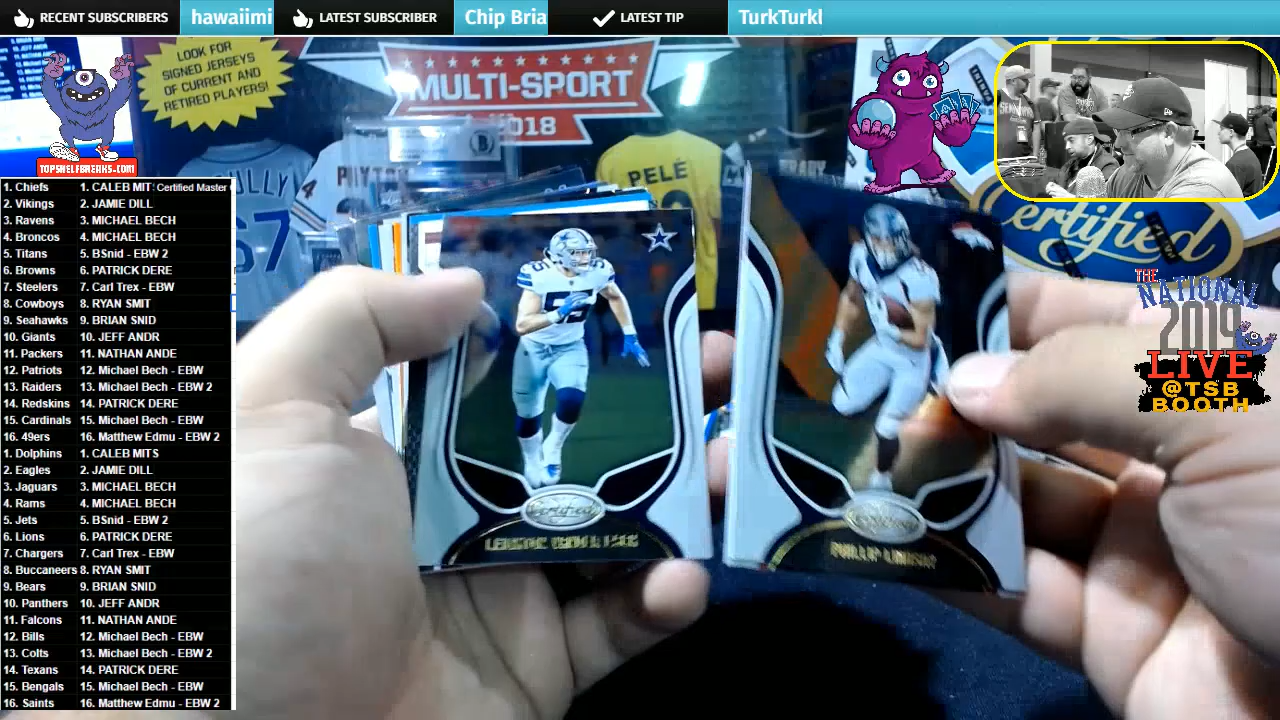 RECENT SUBSCRIBERS
hawaiimi
LATEST SUBSCRIBER
Chip Bria
LATEST TIP
TurkTurkl
LOOK FOR
SIGNED JERSEYS
OF CURRENT AND
RETIRED PLAYERS!
MULTI-SPORT
2018
PELÉ
TOPSHELFBREAKS.COM
Certified
THE
NATIONAL
2019
LIVE
@TSB
BOOTH
1. Chiefs 1. CALEB MIT: Certified Master
2. Vikings 2. JAMIE DILL
3. Ravens 3. MICHAEL BECH
4. Broncos 4. MICHAEL BECH
5. Titans 5. BSnid - EBW 2
6. Browns 6. PATRICK DERE
7. Steelers 7. Carl Trex - EBW
8. Cowboys 8. RYAN SMIT
9. Seahawks 9. BRIAN SNID
10. Giants 10. JEFF ANDR
11. Packers 11. NATHAN ANDE
12. Patriots 12. Michael Bech - EBW
13. Raiders 13. Michael Bech - EBW 2
14. Redskins 14. PATRICK DERE
15. Cardinals 15. Michael Bech - EBW
16. 49ers 16. Matthew Edmu - EBW 2
1. Dolphins 1. CALEB MITS
2. Eagles 2. JAMIE DILL
3. Jaguars 3. MICHAEL BECH
4. Rams 4. MICHAEL BECH
5. Jets 5. BSnid - EBW 2
6. Lions 6. PATRICK DERE
7. Chargers 7. Carl Trex - EBW
8. Buccaneers 8. RYAN SMIT
9. Bears 9. BRIAN SNID
10. Panthers 10. JEFF ANDR
11. Falcons 11. NATHAN ANDE
12. Bills 12. Michael Bech - EBW
13. Colts 13. Michael Bech - EBW 2
14. Texans 14. PATRICK DERE
15. Bengals 15. Michael Bech - EBW
16. Saints 16. Matthew Edmu - EBW 2
55
Certified
Certified